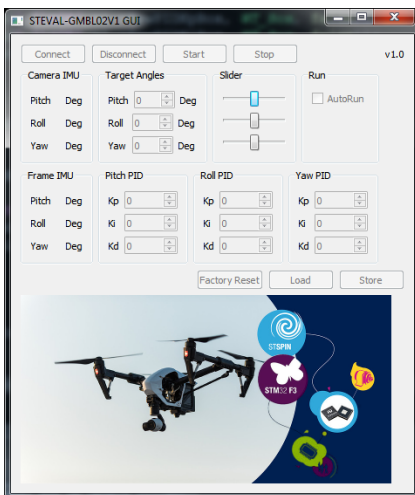 STEVAL-GMBL02V1 GUI
Connect Disconnect Start Stop v1.0
Camera IMU Target Angles Slider Run
Pitch Deg Pitch 0 Deg AutoRun
Roll Deg Roll 0 Deg
Yaw Deg Yaw 0 Deg
Frame IMU Pitch PID Roll PID Yaw PID
Pitch Deg Kp 0 Kp 0 Kp 0
Roll Deg Ki 0 Ki 0 Ki 0
Yaw Deg Kd 0 Kd 0 Kd 0
Factory Reset Load Store
STSPIN
STM32 F3